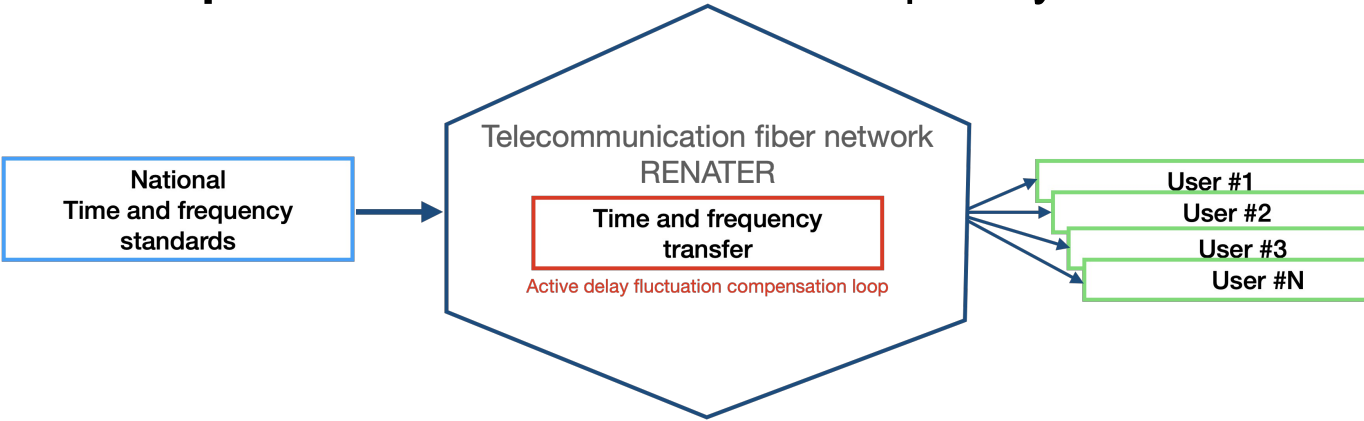 National
Time and frequency
standards
Telecommunication fiber network
RENATER
Time and frequency
transfer
Active delay fluctuation compensation loop
User #1
User #2
User #3
User #N